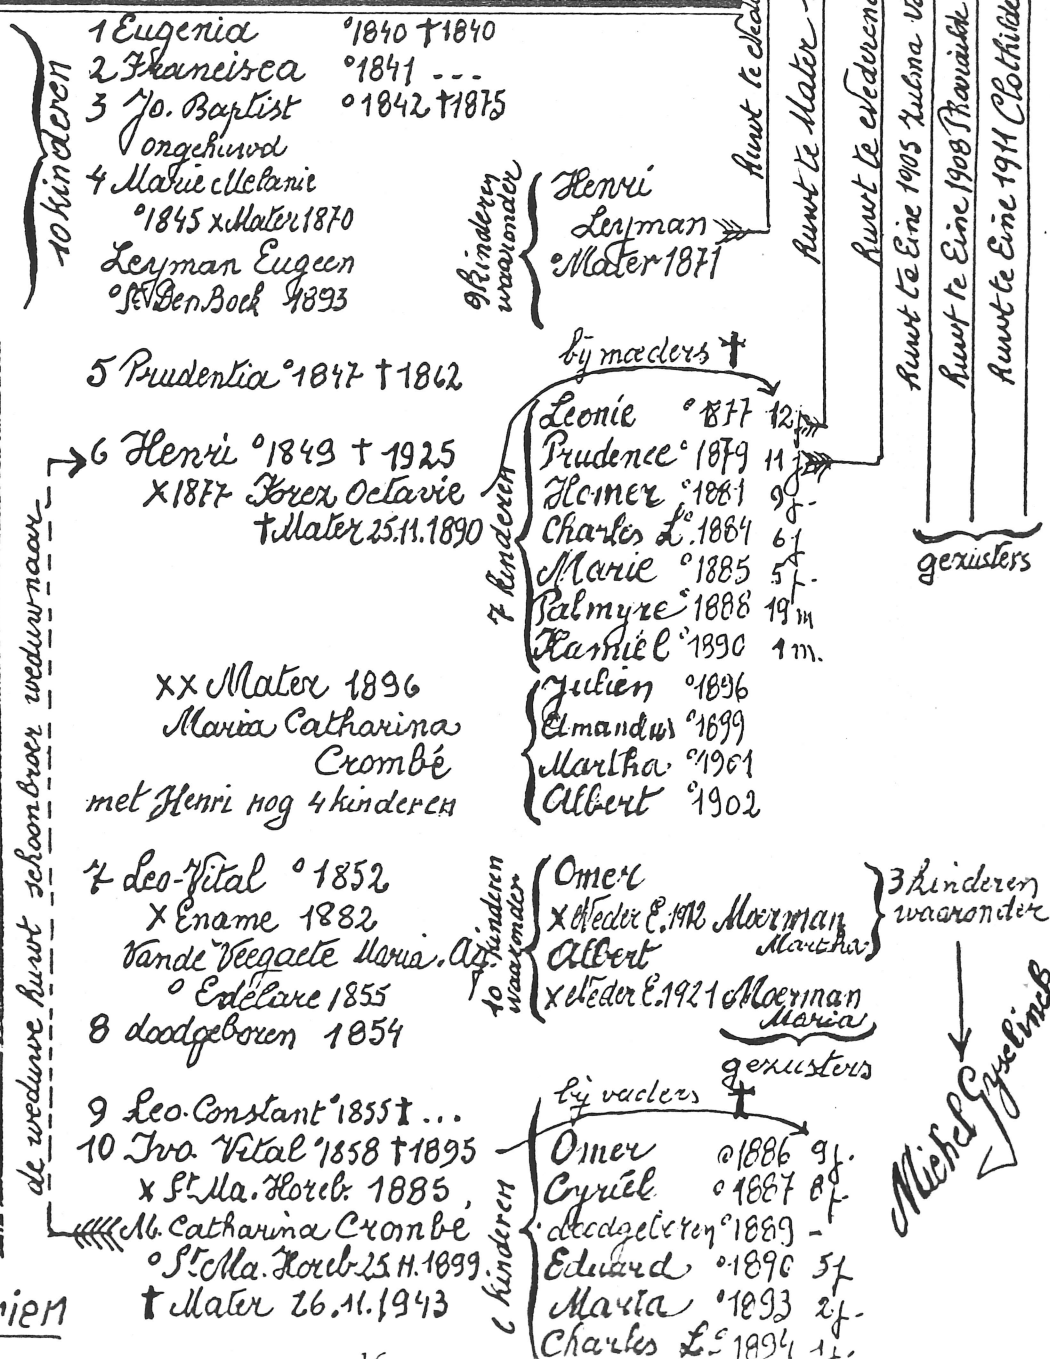 10 kinderen
1 Eugenia °1840 †1840
2 Francisca °1841 ---
3 Jo. Baptist °1842 †1875
ongehuwd
4 Marie Melanie
°1845 x Mater 1870
Leyman Eugeen
1893
9 kinderen
waaronder
Henri
Leyman
°Mater 1871
5 Prudentia °1847 †1862
6 Henri °1849 † 1925
X1877 Octavie
† Mater 25.11.1890
7 kinderen
bij moeders †
Leonie °1877 12j
Prudence °1879 11j
Homer °1881 9j.
Charles L. °1884 6j
Marie °1885 5j.
Palmyre °1888 19m
Kamiel °1890 1m.
XX Mater 1896
Maria Catharina
Crombé
met Henri nog 4 kinderen
Julien °1896
Amandus °1899
Martha °1901
Albert °1902
7 Leo-Vital °1852
X Ename 1882
Vande Veegaete Maria.
° Edelare 1855
10 kinderen
waaronder
Omer
x Neder E. 1912 Moerman
Martha
Albert
x Neder E. 1921 Moerman
Maria
gezusters
3 kinderen
waaronder
Michel Gyselinck
8 doodgeboren 1854
9 Leo-Constant °1855 † ...
10 Ivo Vital °1858 †1895
x St. Ma. Horeb. 1885
M. Catharina Crombé
° St. Ma. Horeb 25.11.1899
† Mater 26.11.1943
kinderen
bij vaders †
Omer °1886 9j.
Cyriel °1887 8j.
doodgeboren °1889 -
Eduard °1890 5j
Maria °1893 2j.
Charles L. °1894 1j.
de weduwe huwt schoonbroer weduwnaar
huwt te
huwt te Mater
huwt te
huwt te Eine 1905 Zulma
huwt te Eine 1908
huwt te Eine 1911 Clothilde
gezusters